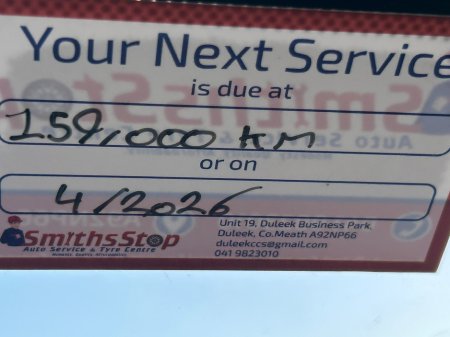 Your Next Service
is due at
159,000 KM
or on
4/2026
SmithsStop
Auto Service & Tyre Centre
Unit 19, Duleek Business Park,
Duleek, Co.Meath A92NP66
duleekccs@gmail.com
041 9823010